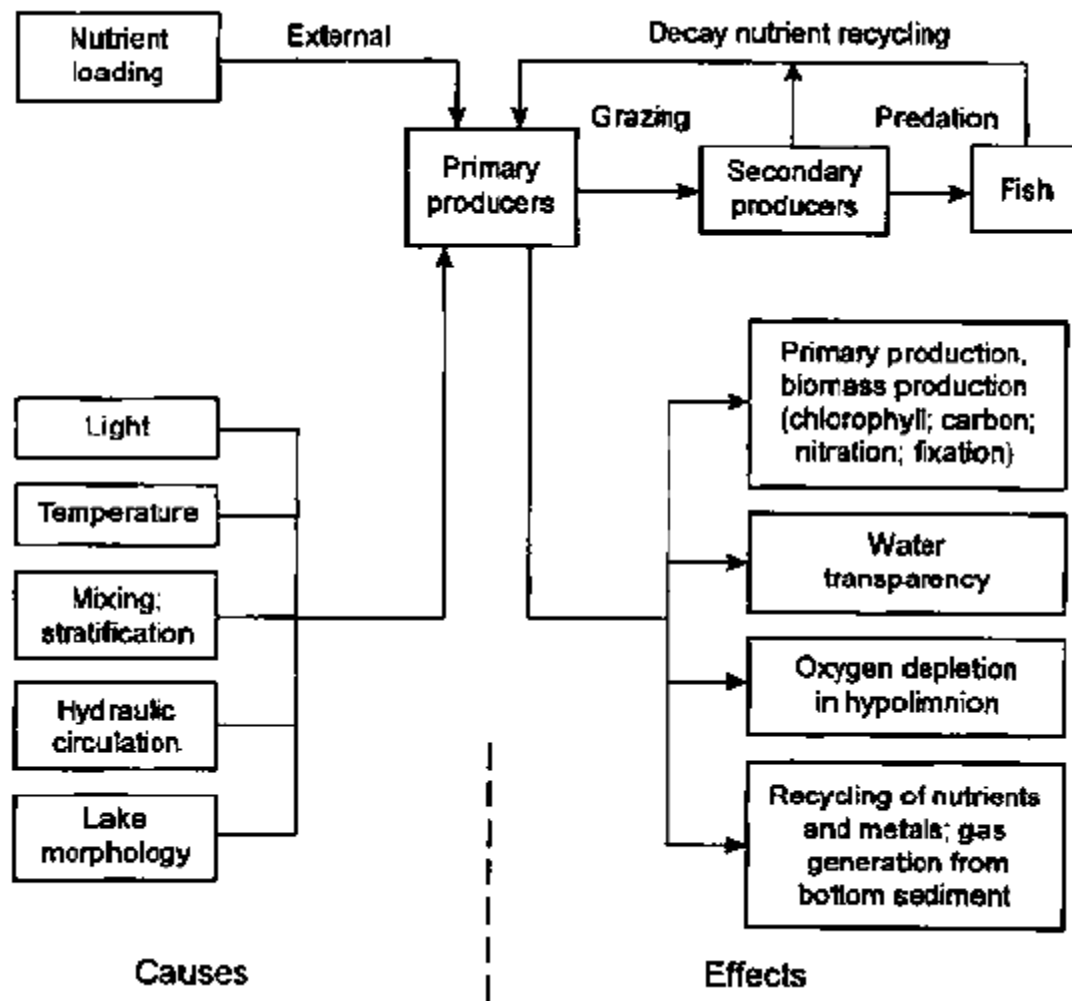 Nutrient
loading
External
Decay nutrient recycling
Grazing
Predation
Primary
producers
Secondary
producers
Fish
Light
Temperature
Mixing;
stratification
Hydraulic
circulation
Lake
morphology
Primary production,
biomass production
(chlorophyll; carbon;
nitration; fixation)
Water
transparency
Oxygen depletion
in hypolimnion
Recycling of nutrients
and metals; gas
generation from
bottom sediment
Causes
Effects